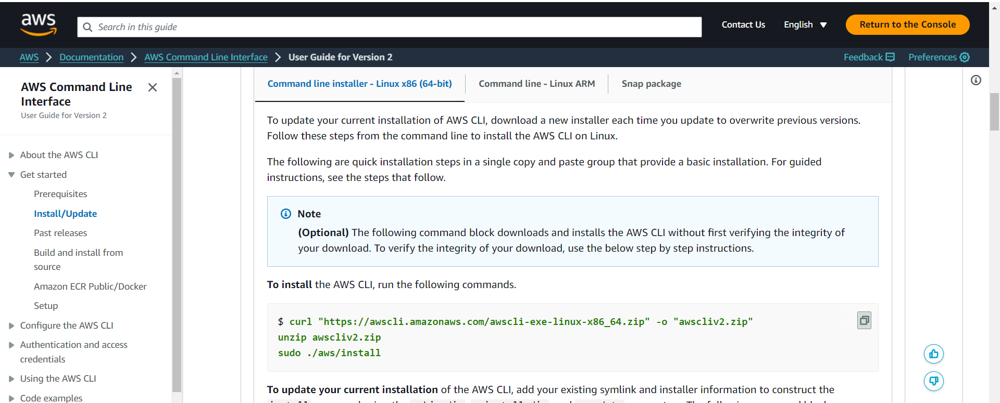 aws
Search in this guide
Contact Us
English
Return to the Console
AWS
Documentation
AWS Command Line Interface
User Guide for Version 2
Feedback
Preferences
AWS Command Line
Interface
User Guide for Version 2
About the AWS CLI
Get started
Prerequisites
Install/Update
Past releases
Build and install from
source
Amazon ECR Public/Docker
Setup
Configure the AWS CLI
Authentication and access
credentials
Using the AWS CLI
Code examples
Command line installer - Linux x86 (64-bit)
Command line - Linux ARM
Snap package
To update your current installation of AWS CLI, download a new installer each time you update to overwrite previous versions.
Follow these steps from the command line to install the AWS CLI on Linux.
The following are quick installation steps in a single copy and paste group that provide a basic installation. For guided
instructions, see the steps that follow.
Note
(Optional) The following command block downloads and installs the AWS CLI without first verifying the integrity of
your download. To verify the integrity of your download, use the below step by step instructions.
To install the AWS CLI, run the following commands.
$ curl "https://awscli.amazonaws.com/awscli-exe-linux-x86_64.zip" -o "awscliv2.zip"
unzip awscliv2.zip
sudo ./aws/install
To update your current installation of the AWS CLI, add your existing symlink and installer information to construct the